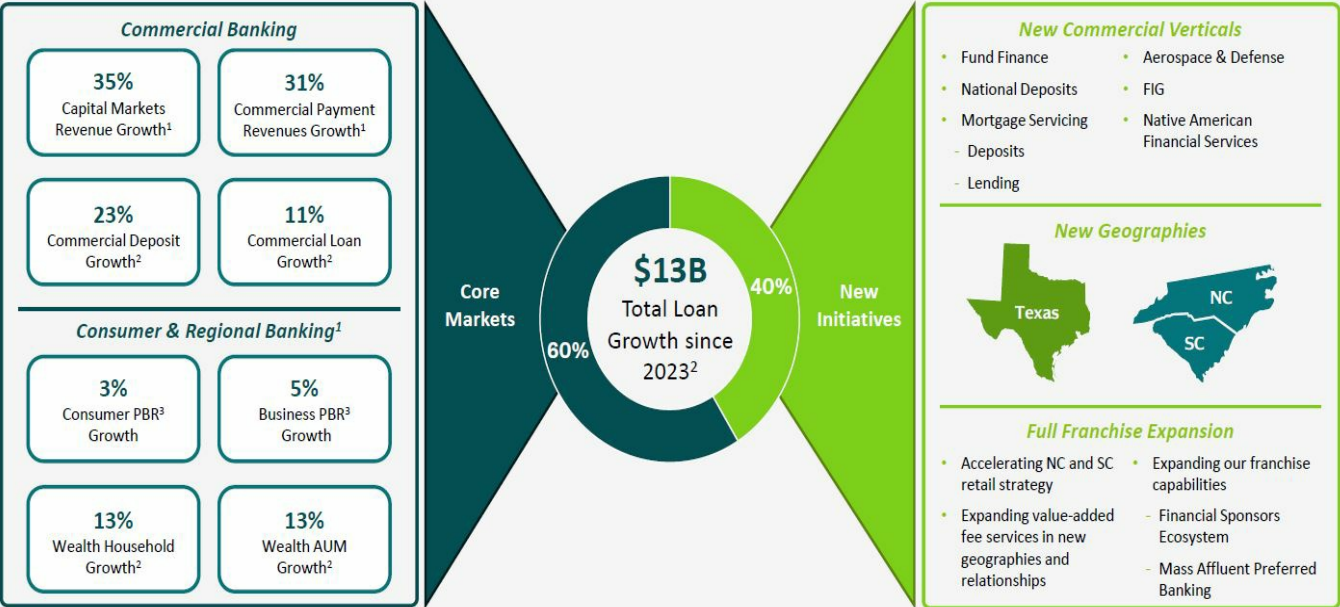 Commercial Banking
35%
Capital Markets
Revenue Growth¹
31%
Commercial Payment
Revenues Growth¹
23%
Commercial Deposit
Growth²
11%
Commercial Loan
Growth²
Consumer & Regional Banking¹
3%
Consumer PBR³
Growth
5%
Business PBR³
Growth
13%
Wealth Household
Growth²
13%
Wealth AUM
Growth²
Core
Markets
60%
$13B
Total Loan
Growth since
2023²
40%
New
Initiatives
New Commercial Verticals
• Fund Finance
• National Deposits
• Mortgage Servicing
- Deposits
- Lending
• Aerospace & Defense
• FIG
• Native American
Financial Services
New Geographies
Texas
NC
SC
Full Franchise Expansion
• Accelerating NC and SC
retail strategy
• Expanding value-added
fee services in new
geographies and
relationships
• Expanding our franchise
capabilities
- Financial Sponsors
Ecosystem
- Mass Affluent Preferred
Banking